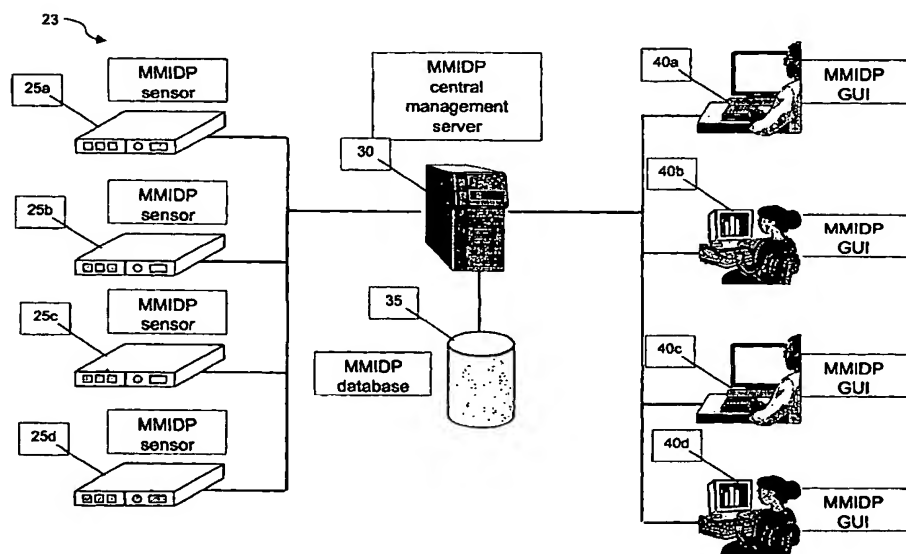 23
25a
MMIDP
sensor
25b
MMIDP
sensor
25c
MMIDP
sensor
25d
MMIDP
sensor
MMIDP
central
management
server
30
35
MMIDP
database
40a
MMIDP
GUI
40b
MMIDP
GUI
40c
MMIDP
GUI
40d
MMIDP
GUI